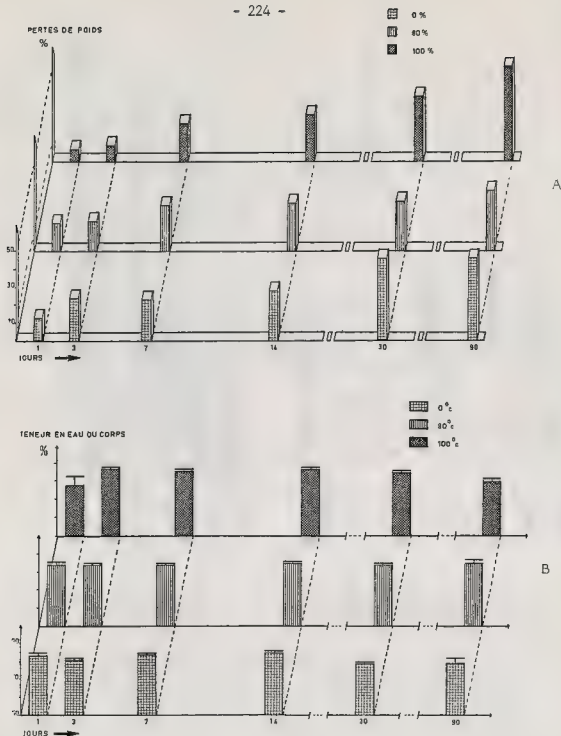 - 224 -
PERTES DE POIDS
%
0 %
80 %
100 %
A
50
30
10
1 3 7 14 30 90
JOURS
TENEUR EN EAU DU CORPS
%
0°c
80°c
100°c
B
1 3 7 14 30 90
JOURS